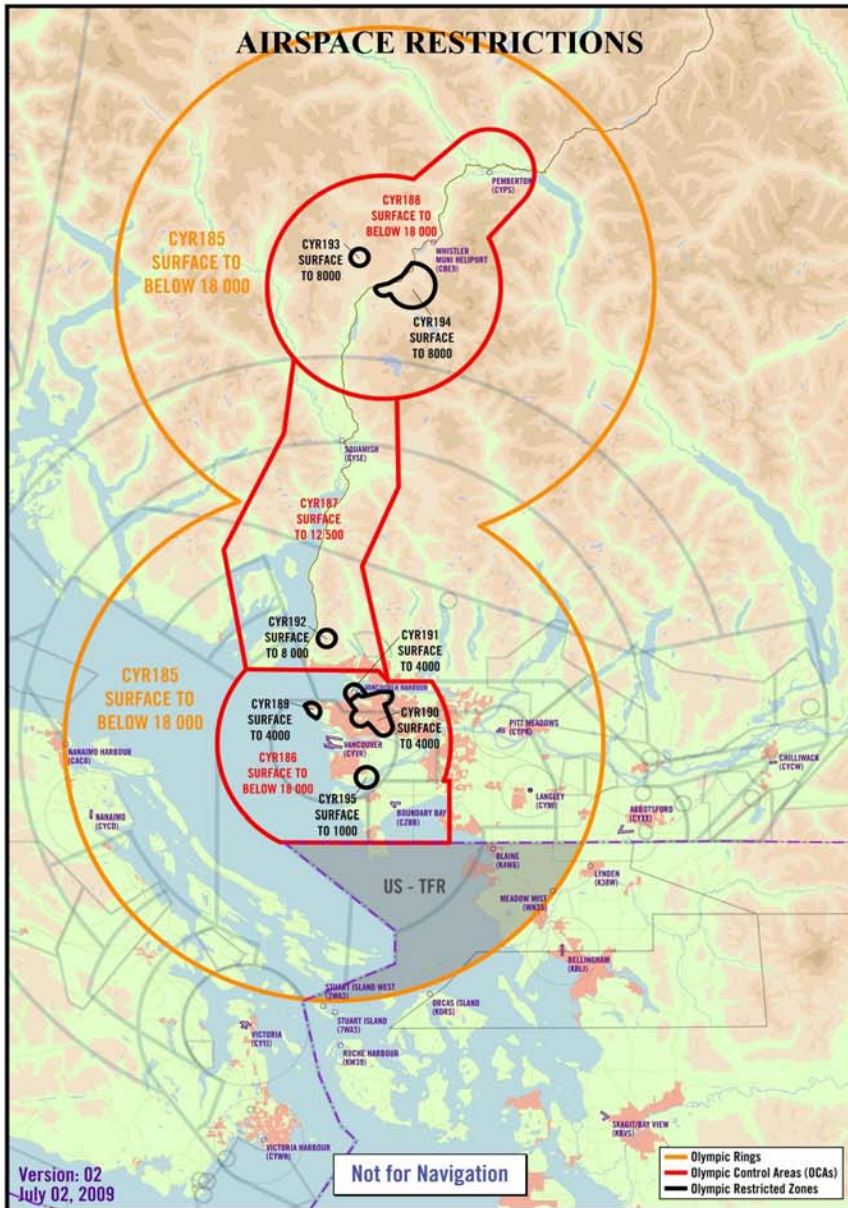 AIRSPACE RESTRICTIONS
PEMBERTON
(CYPS)
CYR188
SURFACE TO
BELOW 18 000
CYR185
SURFACE TO
BELOW 18 000
CYR193
SURFACE
TO 8000
WHISTLER
MUNI HELIPORT
(CBE9)
CYR194
SURFACE
TO 8000
SQUAMISH
(CYSE)
CYR187
SURFACE
TO 12 500
CYR192
SURFACE
TO 8 000
CYR191
SURFACE
TO 4000
CYR185
SURFACE TO
BELOW 18 000
VANCOUVER HARBOUR
CYR189
SURFACE
TO 4000
CYR190
SURFACE
TO 4000
PITT MEADOWS
(CYPK)
NANAIMO HARBOUR
(CAC8)
VANCOUVER
(CYVR)
CYR186
SURFACE TO
BELOW 18 000
CHILLIWACK
(CYCW)
CYR195
SURFACE
TO 1000
LANGLEY
(CYNJ)
NANAIMO
(CYCD)
BOUNDARY BAY
(CZBB)
ABBOTSFORD
(CYXX)
BLAINE
(K4W6)
LYNDEN
(K38W)
US - TFR
MEADOW MIST
(WN35)
BELLINGHAM
(KBLI)
STUART ISLAND WEST
(2WA3)
ORCAS ISLAND
(KORS)
STUART ISLAND
(7WA5)
VICTORIA
(CYYJ)
ROCHE HARBOUR
(KW39)
SKAGIT/BAY VIEW
(KBVS)
VICTORIA HARBOUR
(CYWH)
Version: 02
July 02, 2009
Not for Navigation
Olympic Rings
Olympic Control Areas (OCAs)
Olympic Restricted Zones